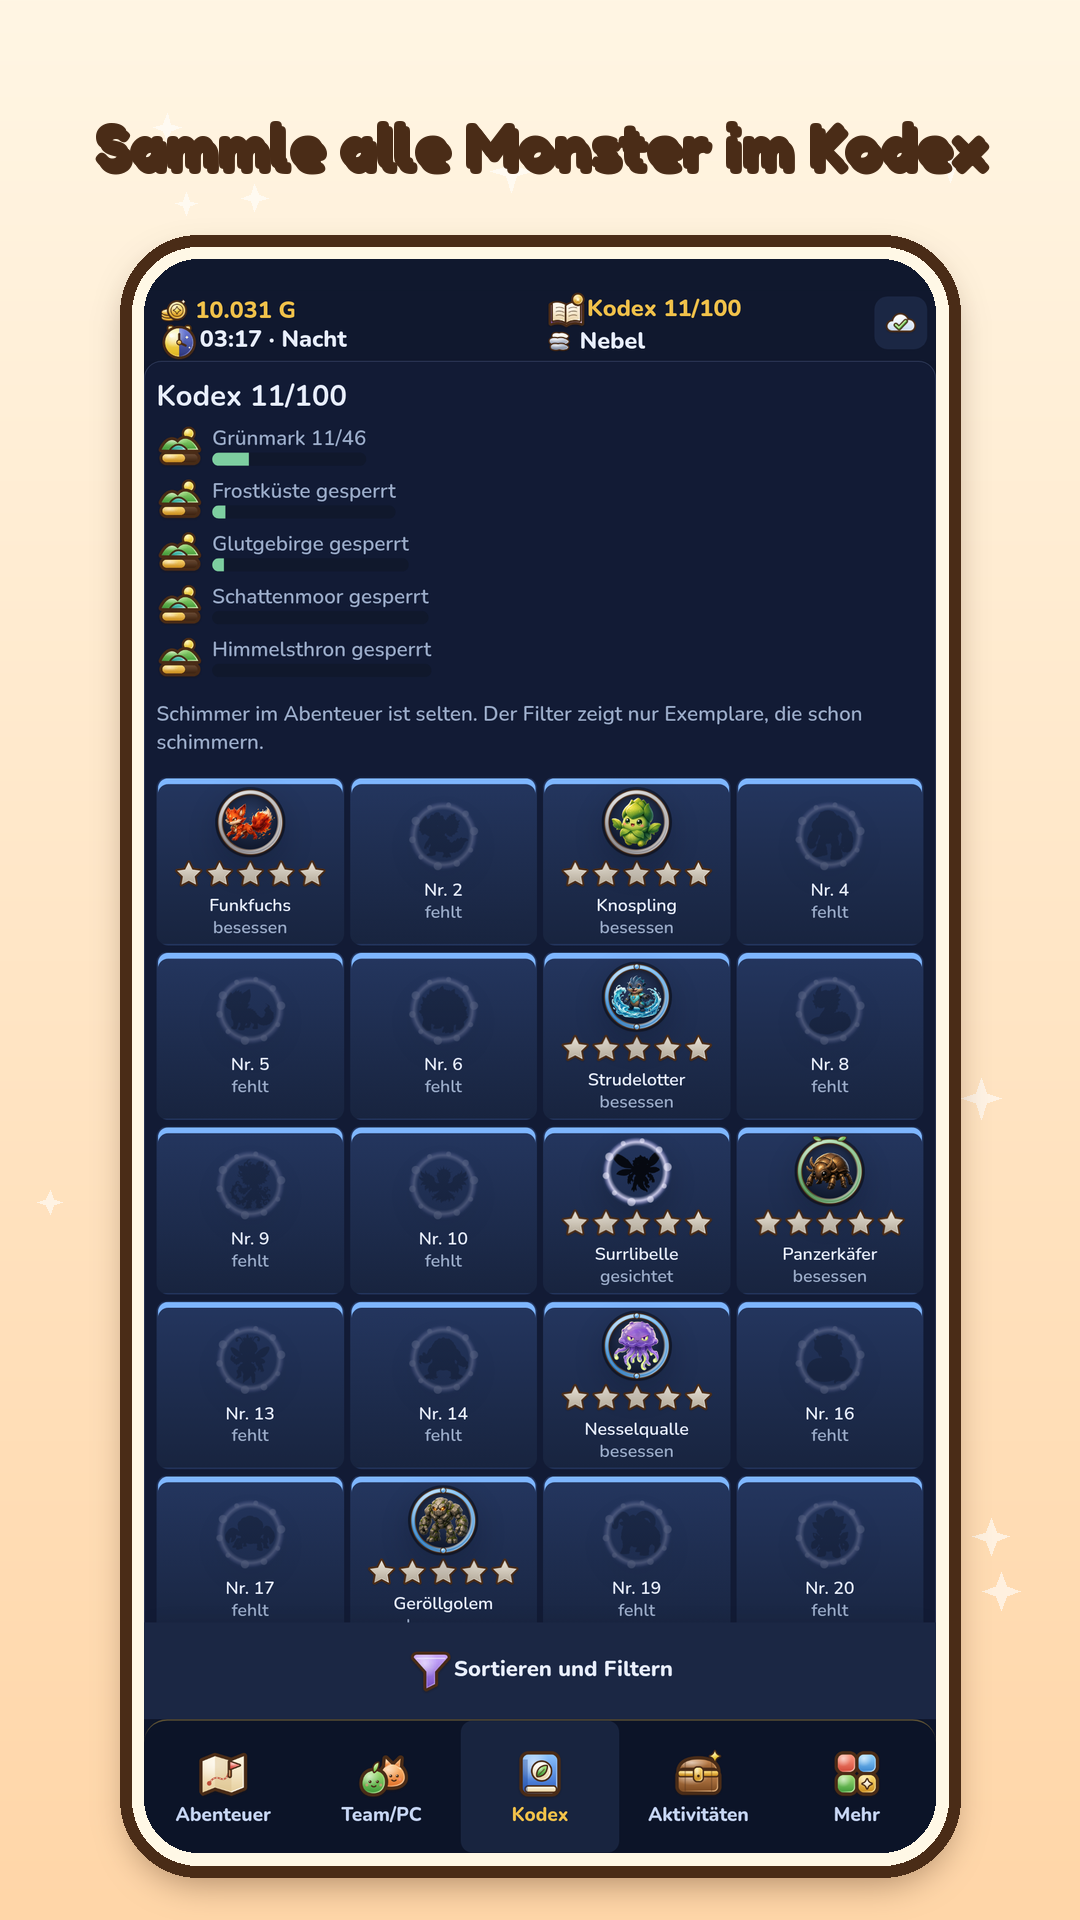 Sammle alle Monster im Kodex
10.031 G
Kodex 11/100
03:17 · Nacht
Nebel
Kodex 11/100
Grünmark 11/46
Frostküste gesperrt
Glutgebirge gesperrt
Schattenmoor gesperrt
Himmelsthron gesperrt
Schimmer im Abenteuer ist selten. Der Filter zeigt nur Exemplare, die schon
schimmern.
Funkfuchs
besessen
Nr. 2
fehlt
Knospling
besessen
Nr. 4
fehlt
Nr. 5
fehlt
Nr. 6
fehlt
Strudelotter
besessen
Nr. 8
fehlt
Nr. 9
fehlt
Nr. 10
fehlt
Surrlibelle
gesichtet
Panzerkäfer
besessen
Nr. 13
fehlt
Nr. 14
fehlt
Nesselqualle
besessen
Nr. 16
fehlt
Nr. 17
fehlt
Geröllgolem
Nr. 19
fehlt
Nr. 20
fehlt
Sortieren und Filtern
Abenteuer
Team/PC
Kodex
Aktivitäten
Mehr